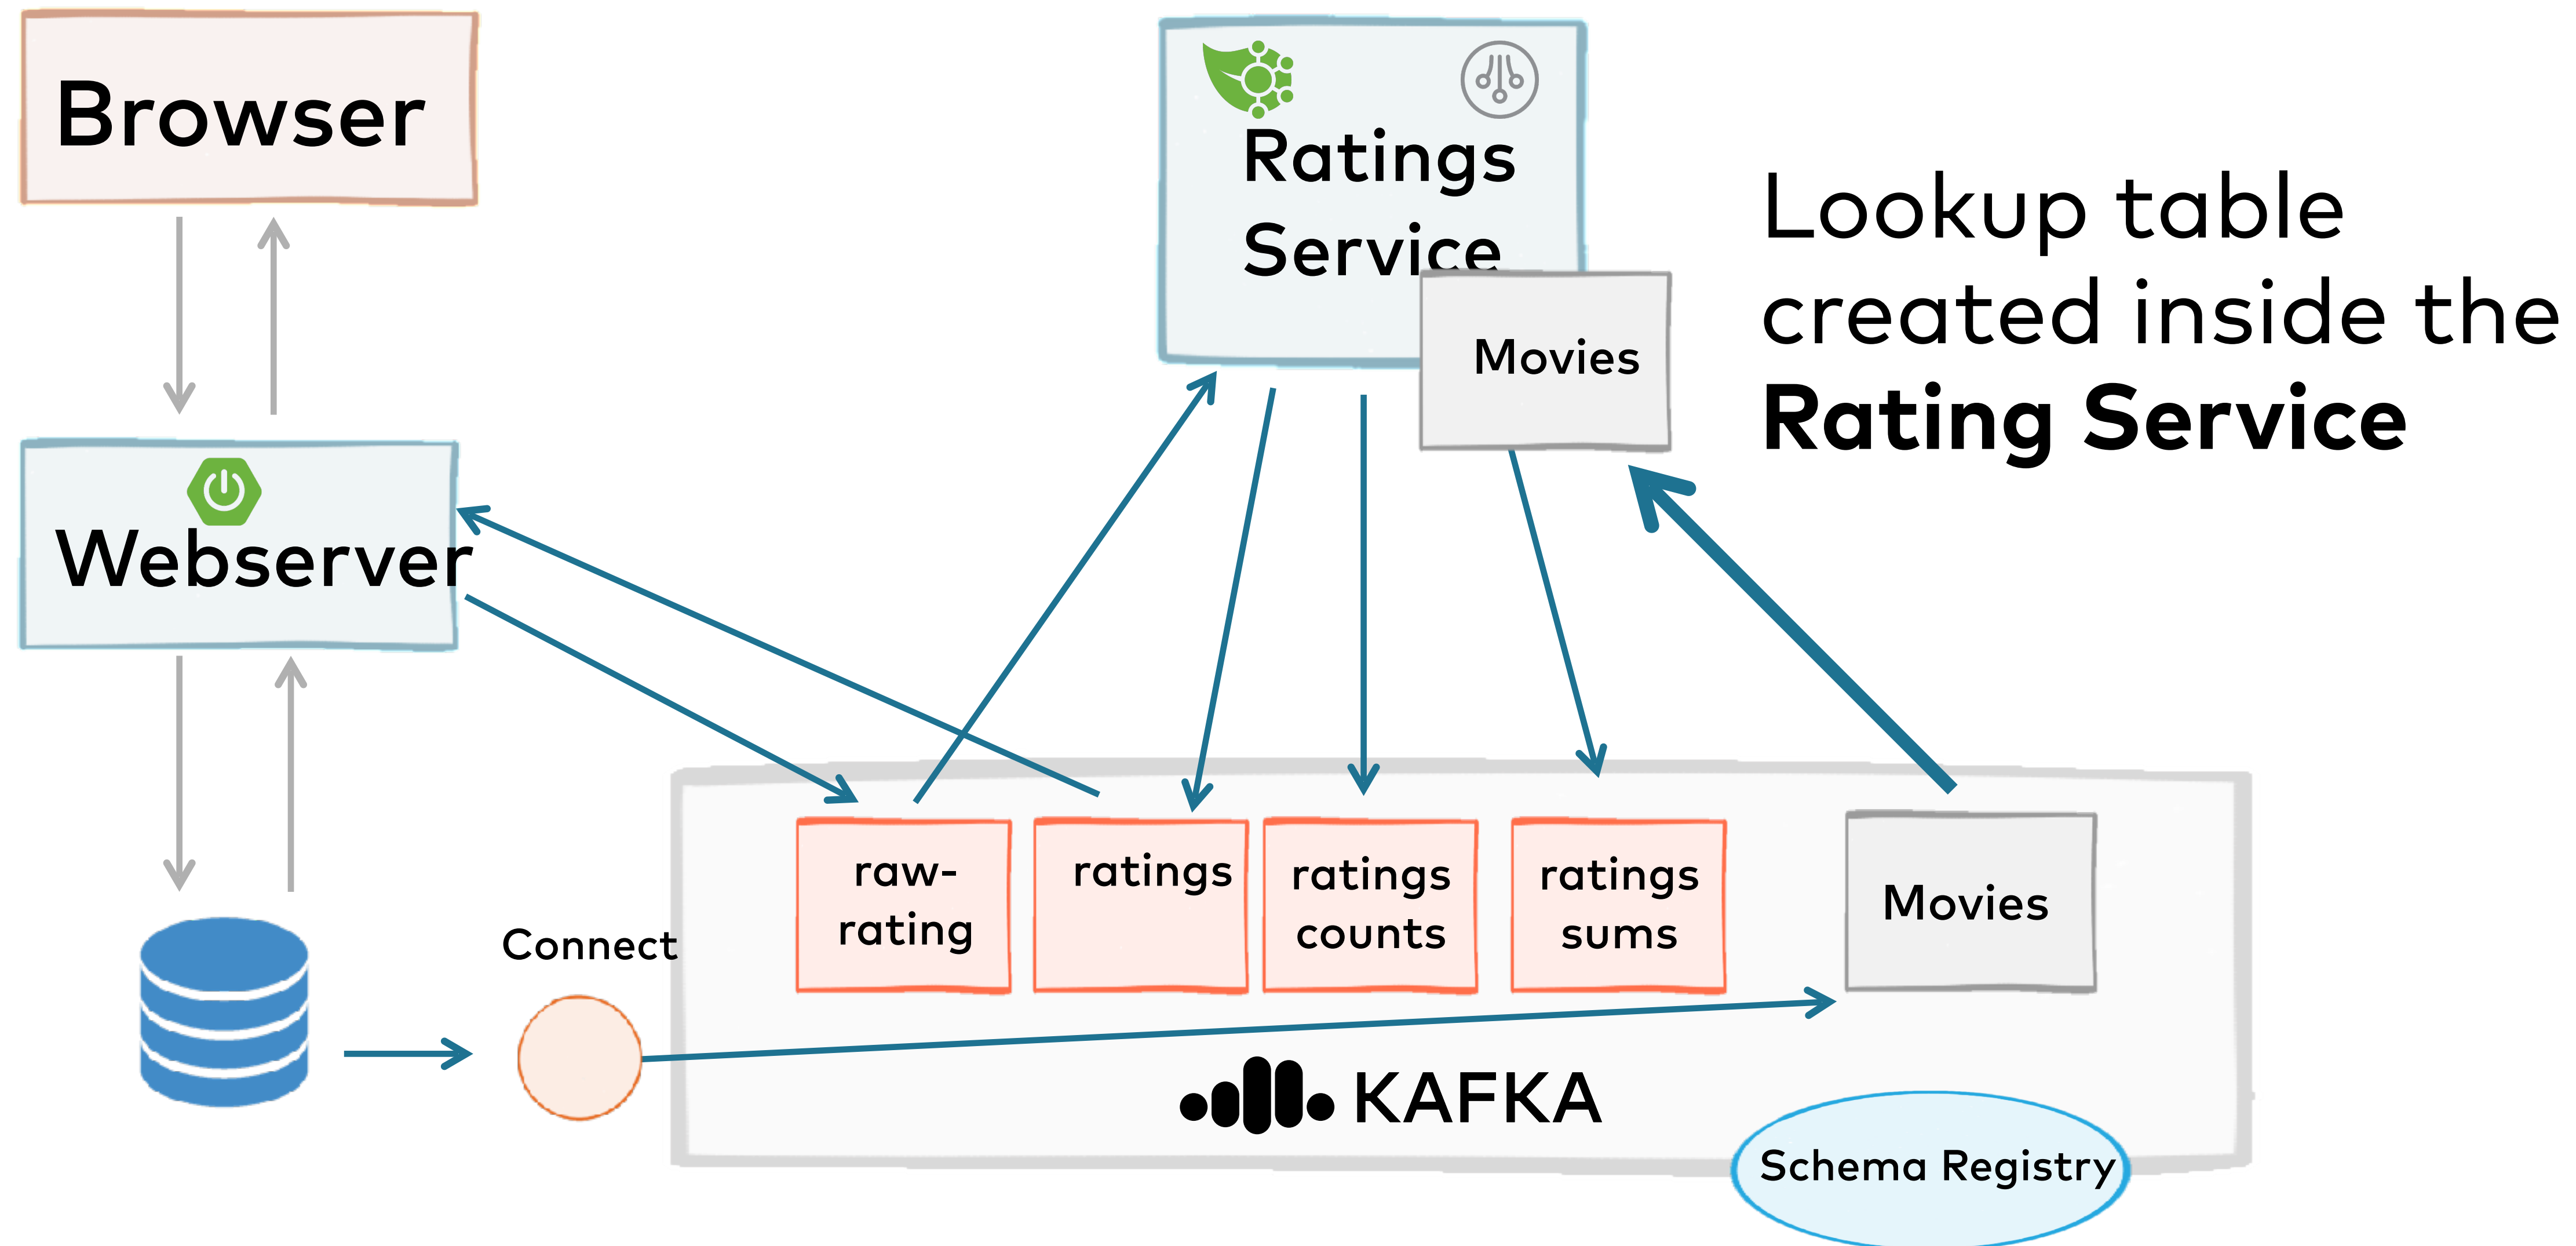 Browser
Ratings
Service
Movies
Lookup table
created inside the
Rating Service
Webserver
Connect
raw-
rating
ratings
ratings
counts
ratings
sums
Movies
KAFKA
Schema Registry